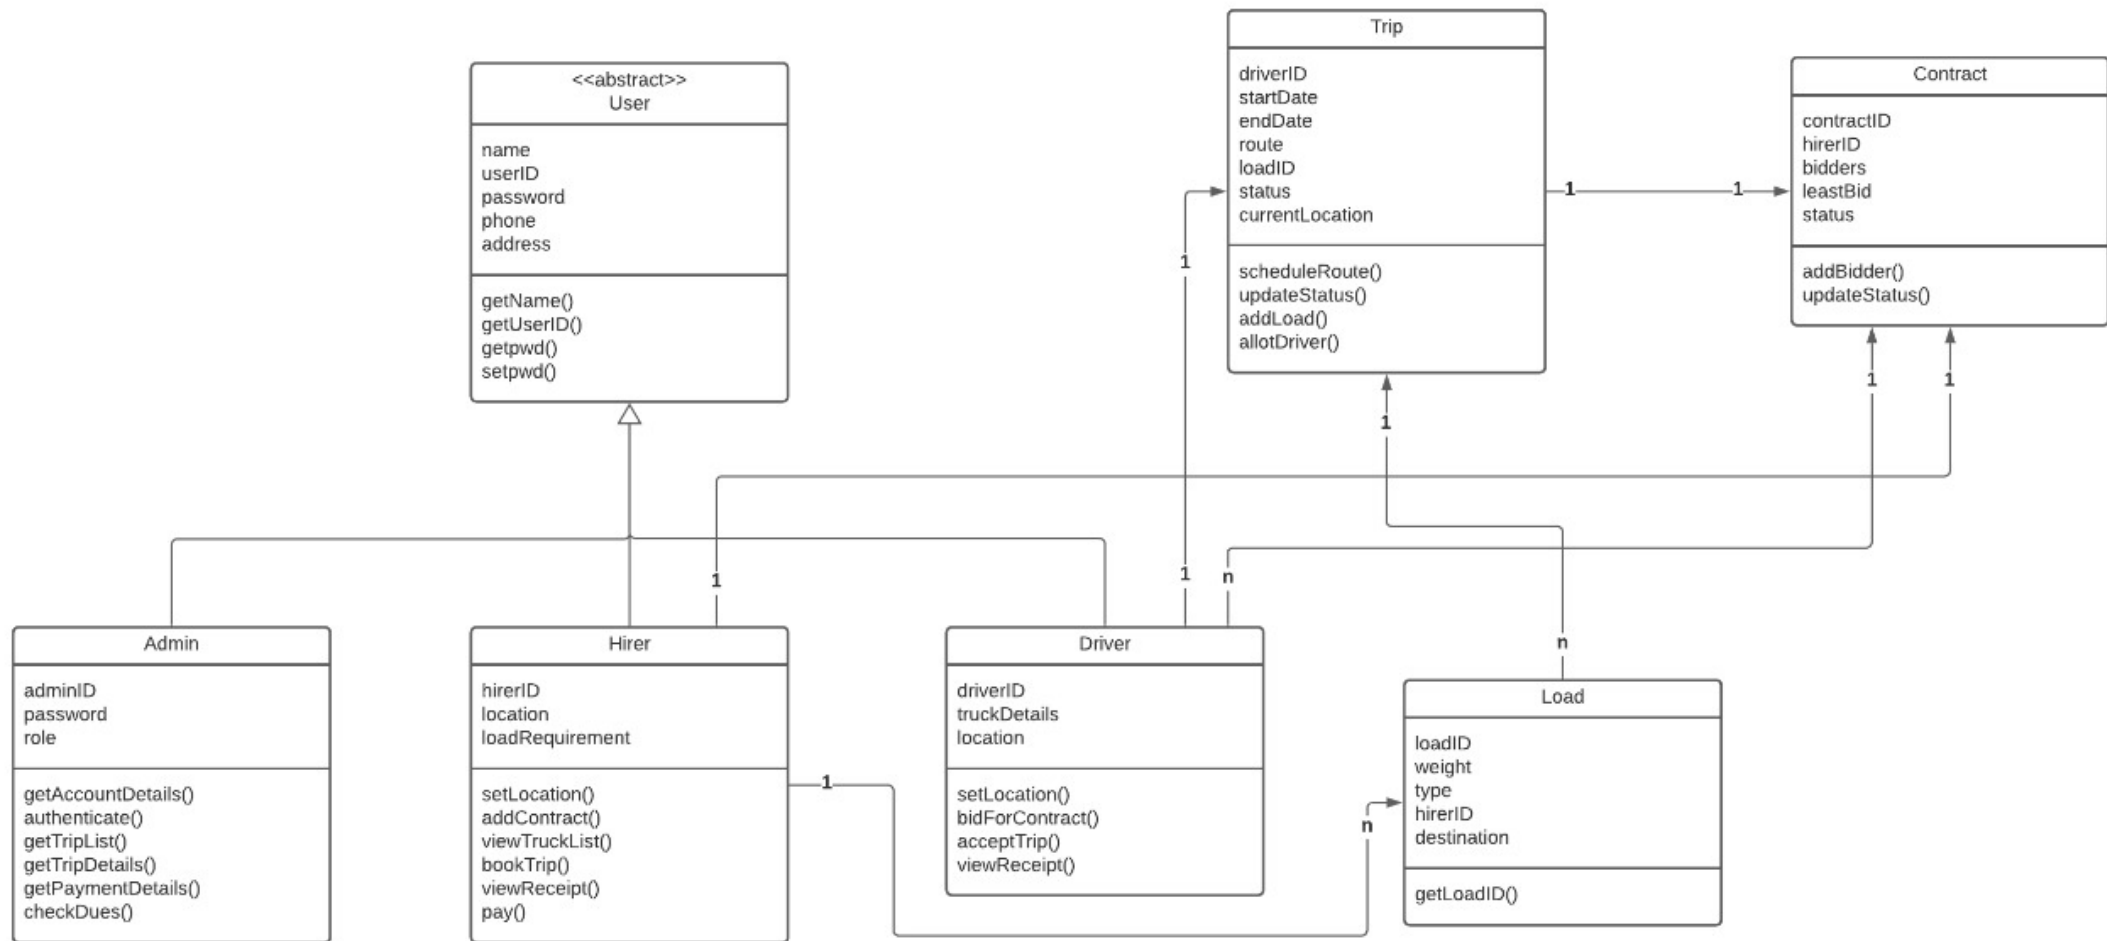 <<abstract>>
User
name
userID
password
phone
address
getName()
getUserID()
getpwd()
setpwd()
Trip
driverID
startDate
endDate
route
loadID
status
currentLocation
scheduleRoute()
updateStatus()
addLoad()
allotDriver()
Contract
contractID
hirerID
bidders
leastBid
status
addBidder()
updateStatus()
1
1
1
1
1
1
1
1
n
n
Admin
adminID
password
role
getAccountDetails()
authenticate()
getTripList()
getTripDetails()
getPaymentDetails()
checkDues()
Hirer
hirerID
location
loadRequirement
setLocation()
addContract()
viewTruckList()
bookTrip()
viewReceipt()
pay()
1
n
Driver
driverID
truckDetails
location
setLocation()
bidForContract()
acceptTrip()
viewReceipt()
Load
loadID
weight
type
hirerID
destination
getLoadID()